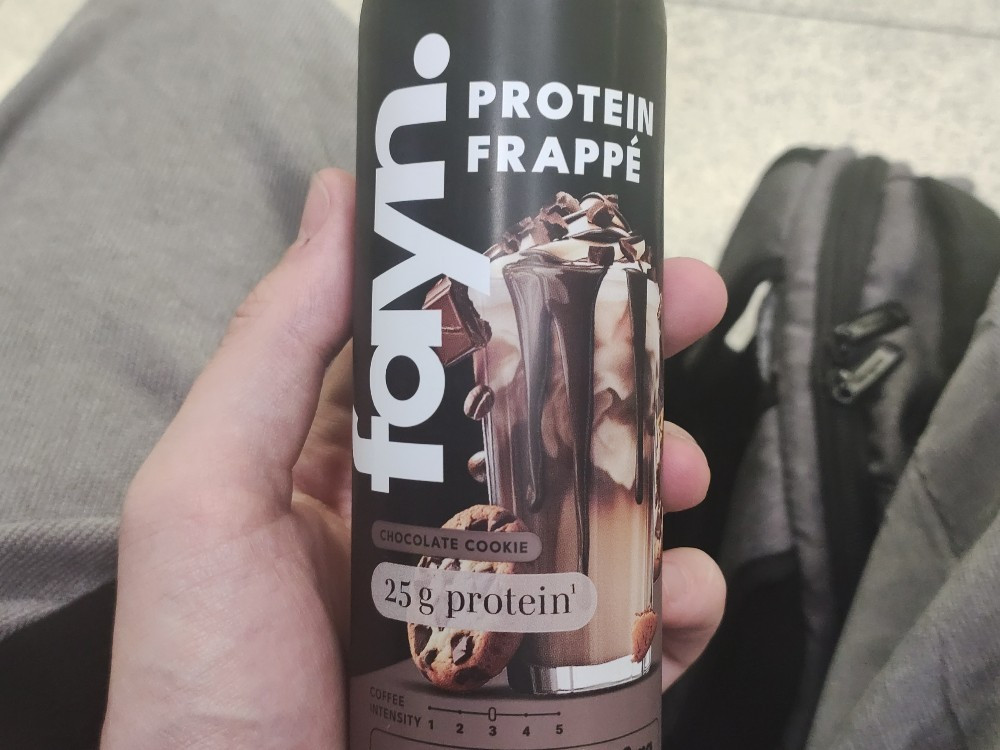 fayn.
PROTEIN
FRAPPÉ
CHOCOLATE COOKIE
25 g protein¹
COFFEE
INTENSITY 1 2 3 4 5